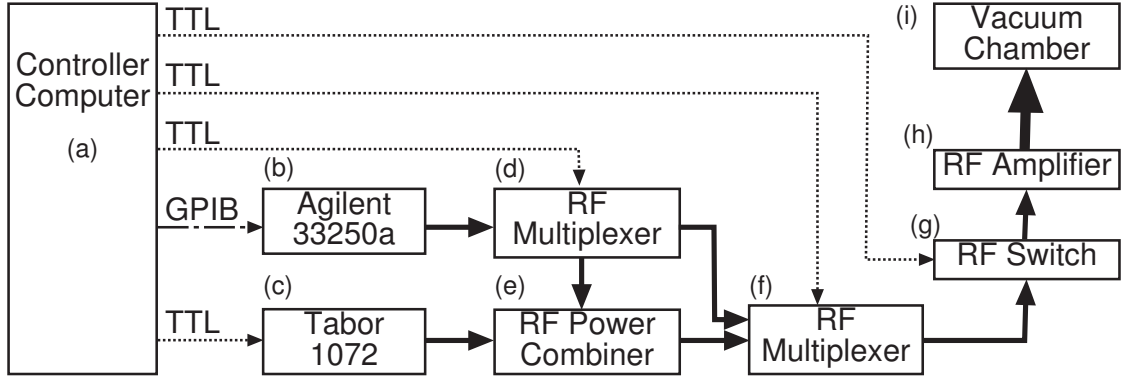 TTL
(i)
Vacuum
Chamber
Controller
Computer
(a)
TTL
TTL
(h)
RF Amplifier
(b)
(d)
GPIB
Agilent
33250a
RF
Multiplexer
(g)
RF Switch
(c)
(e)
(f)
TTL
Tabor
1072
RF Power
Combiner
RF
Multiplexer